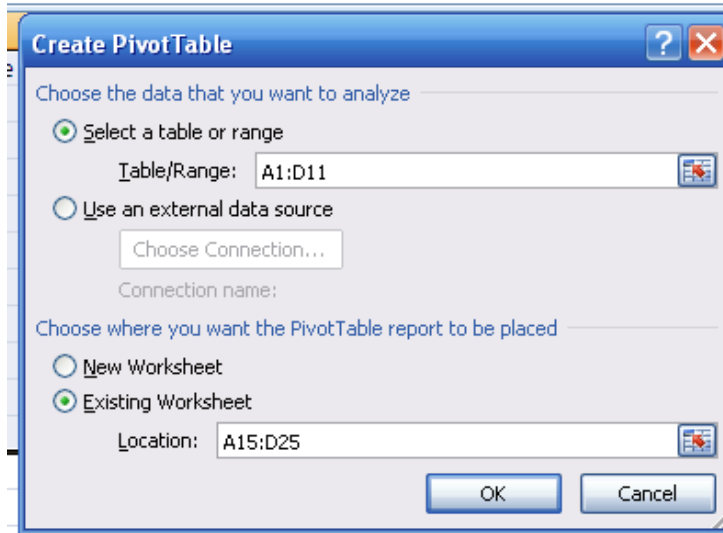 Create PivotTable
?
e
Choose the data that you want to analyze
Select a table or range
Table/Range: A1:D11
Use an external data source
Choose Connection...
Connection name:
Choose where you want the PivotTable report to be placed
New Worksheet
Existing Worksheet
Location: A15:D25
OK Cancel